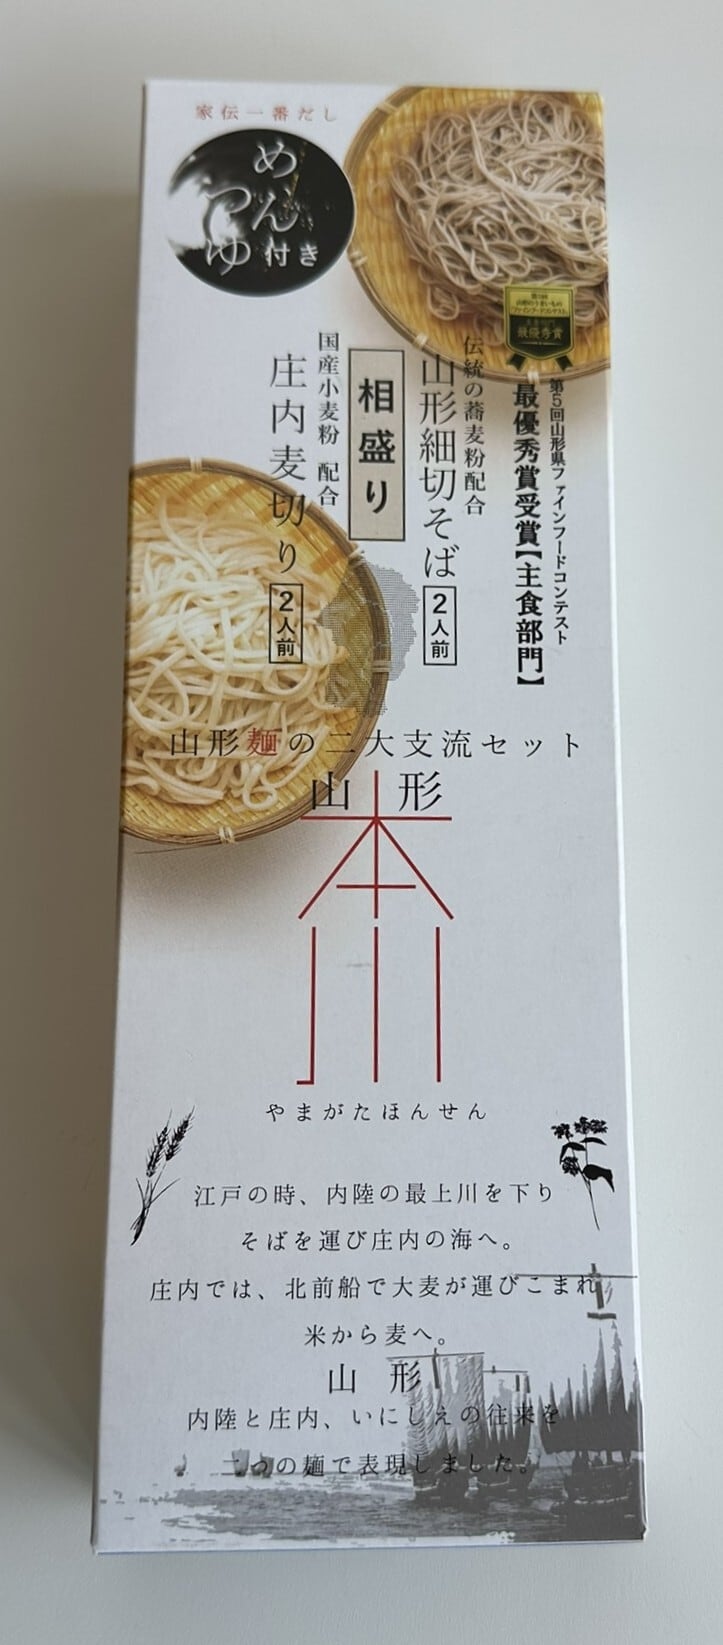 家伝一番だし
めんつゆ付き
第5回山形県ファインフードコンテスト
最優秀賞受賞【主食部門】
最優秀賞
伝統の蕎麦粉配合
山形細切そば 2人前
相盛り
国産小麦粉 配合
庄内麦切り 2人前
山形麺の二大支流セット
山形
本川
やまがたほんせん
江戸の時、内陸の最上川を下り
そばを運び庄内の海へ。
庄内では、北前船で大麦が運びこまれ
米から麦へ。
山形
内陸と庄内、いにしえの往来を
二つの麺で表現しました。